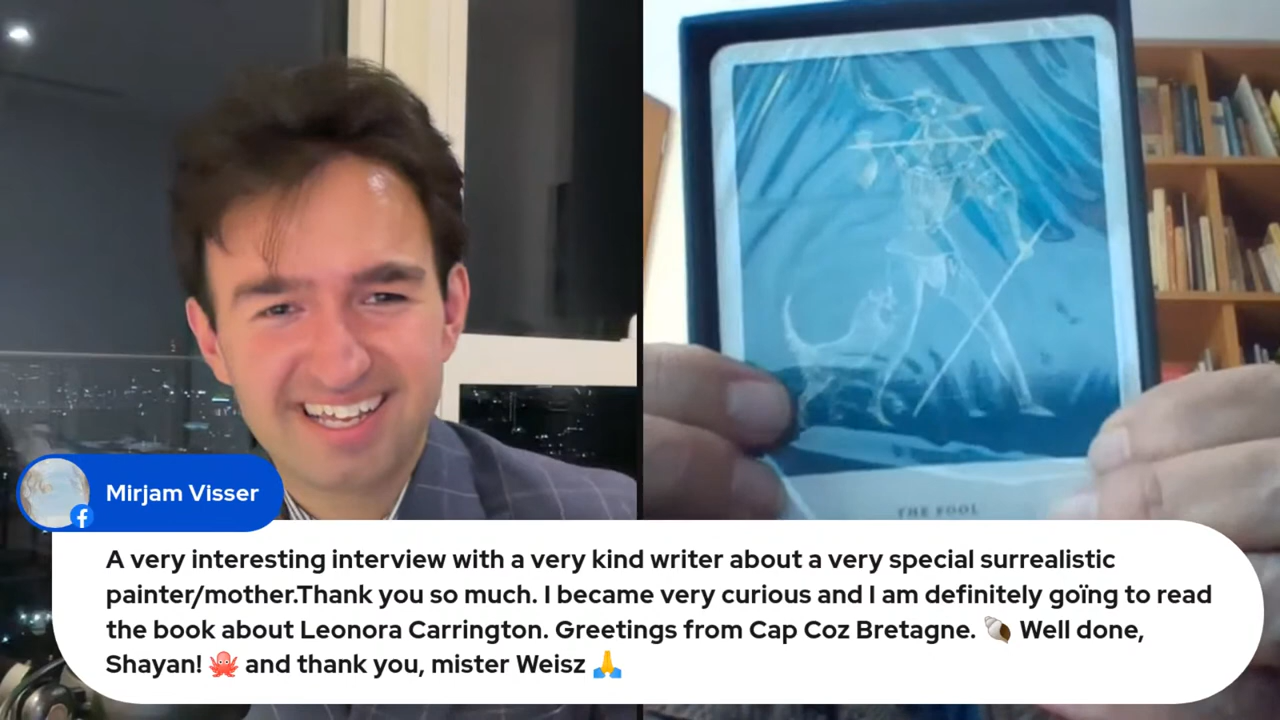 THE FOOL
Mirjam Visser
A very interesting interview with a very kind writer about a very special surrealistic
painter/mother.Thank you so much. I became very curious and I am definitely goïng to read
the book about Leonora Carrington. Greetings from Cap Coz Bretagne. 🐚 Well done,
Shayan! 🐙 and thank you, mister Weisz 🙏